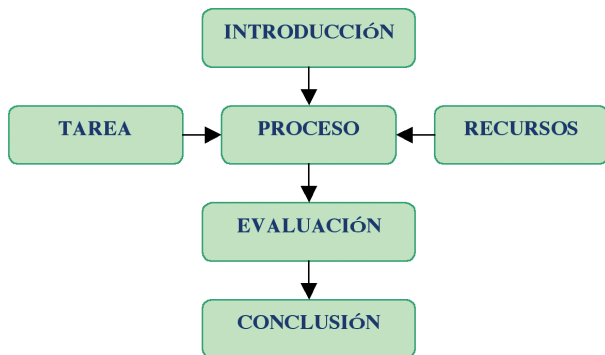 INTRODUCCIÓN
TAREA
PROCESO
RECURSOS
EVALUACIÓN
CONCLUSIÓN